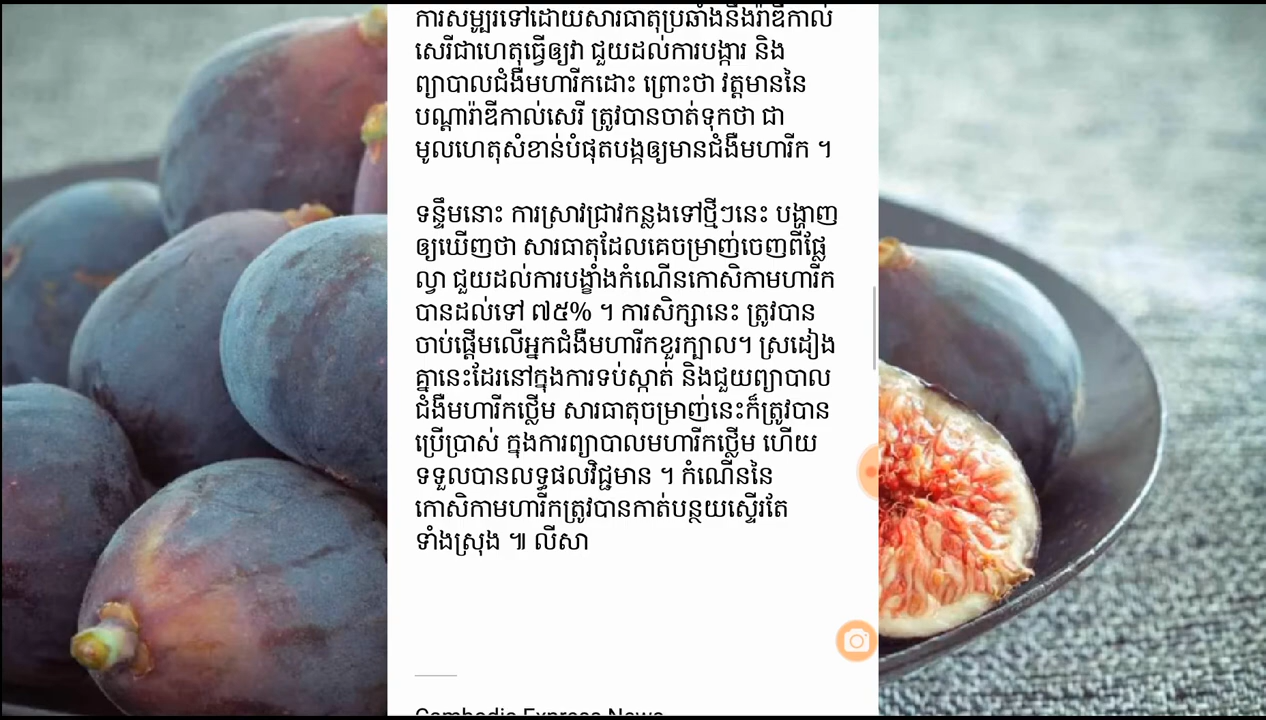 ការសម្បូរទៅដោយសារធាតុប្រឆាំងនឹងរ៉ាឌីកាល់
សេរីជាហេតុធ្វើឲ្យវា ជួយដល់ការបង្ការ និង
ព្យាបាលជំងឺមហារីកដោះ ព្រោះថា វត្តមាននៃ
បណ្តារ៉ាឌីកាល់សេរី ត្រូវបានចាត់ទុកថា ជា
មូលហេតុសំខាន់បំផុតបង្កឲ្យមានជំងឺមហារីក ។
ទន្ទឹមនោះ ការស្រាវជ្រាវកន្លងទៅថ្មីៗនេះ បង្ហាញ
ឲ្យឃើញថា សារធាតុដែលគេចម្រាញ់ចេញពីផ្លែ
ល្វា ជួយដល់ការបង្ខាំងកំណើនកោសិកាមហារីក
បានដល់ទៅ ៧៥% ។ ការសិក្សានេះ ត្រូវបាន
ចាប់ផ្តើមលើអ្នកជំងឺមហារីកខួរក្បាល។ ស្រដៀង
គ្នានេះដែរនៅក្នុងការទប់ស្កាត់ និងជួយព្យាបាល
ជំងឺមហារីកថ្លើម សារធាតុចម្រាញ់នេះក៏ត្រូវបាន
ប្រើប្រាស់ ក្នុងការព្យាបាលមហារីកថ្លើម ហើយ
ទទួលបានលទ្ធផលវិជ្ជមាន ។ កំណើននៃ
កោសិកាមហារីកត្រូវបានកាត់បន្ថយស្ទើរតែ
ទាំងស្រុង ៕ លីសា
Cambodia Express News